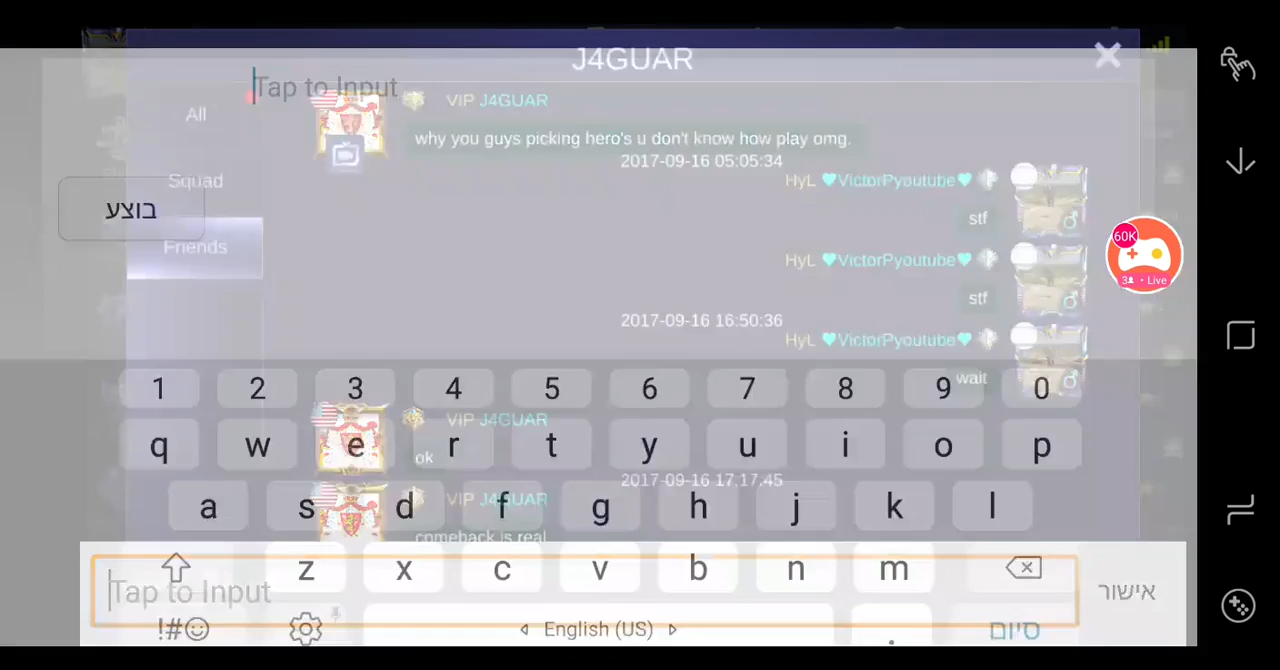 J4GUAR
Tap to Input
All
VIP J4GUAR
why you guys picking hero's u don't know how play omg.
2017-09-16 05:05:34
Squad
HyL ♥VictorPyoutube♥
stf
בוצע
Friends
60K
3 • Live
HyL ♥VictorPyoutube♥
stf
2017-09-16 16:50:36
HyL ♥VictorPyoutube♥
wait
1 2 3 4 5 6 7 8 9 0
VIP J4GUAR
ok
q w e r t y u i o p
2017-09-16 17:17:45
VIP J4GUAR
comeback is real
a s d f g h j k l
z x c v b n m
Tap to Input
אישור
!#☺
English (US)
.
סיום